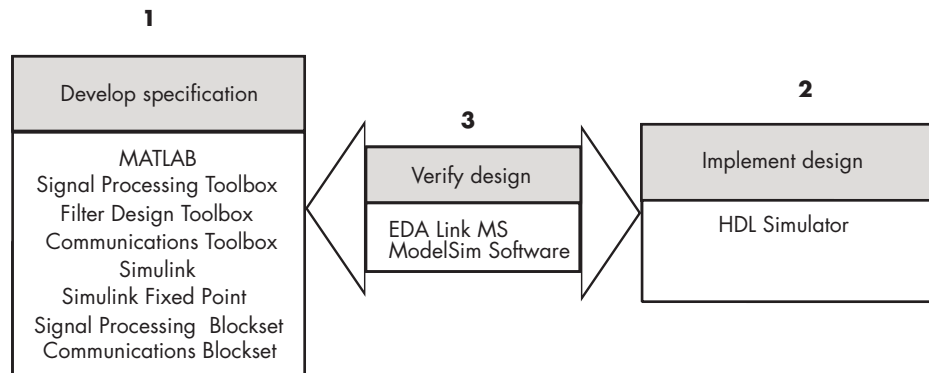 1
Develop specification
MATLAB
Signal Processing Toolbox
Filter Design Toolbox
Communications Toolbox
Simulink
Simulink Fixed Point
Signal Processing Blockset
Communications Blockset
3
Verify design
EDA Link MS
ModelSim Software
2
Implement design
HDL Simulator